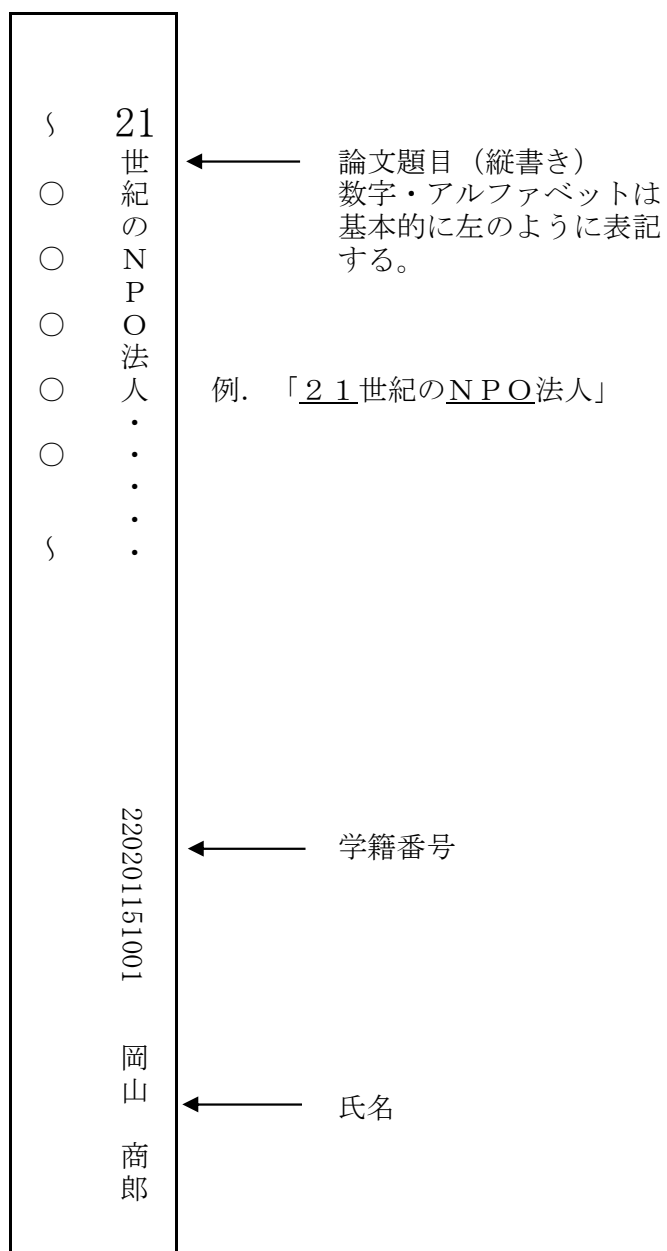 21世紀のNPO法人・・・・・
～○○○○○～
論文題目（縦書き）
数字・アルファベットは
基本的に左のように表記
する。
例．「２１世紀のＮＰＯ法人」
220201151001
学籍番号
岡山 商郎
氏名